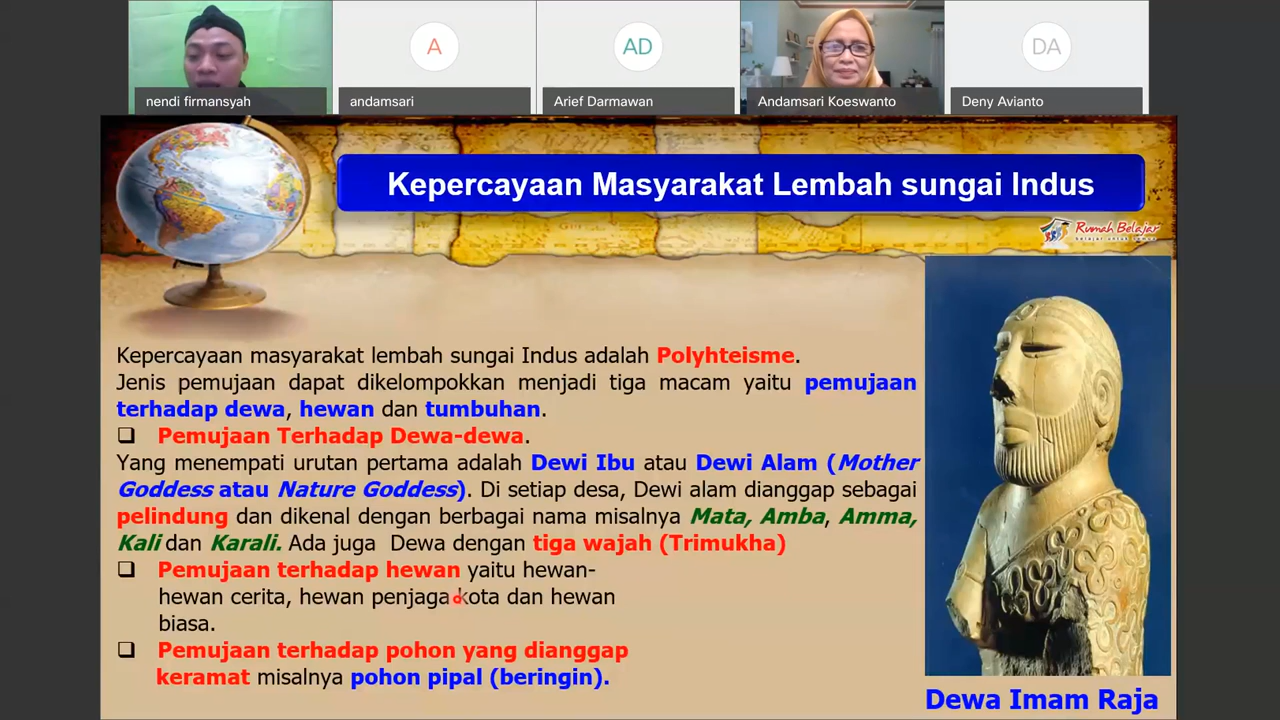 A
AD
DA
nendi firmansyah
andamsari
Arief Darmawan
Andamsari Koeswanto
Deny Avianto
Kepercayaan Masyarakat Lembah sungai Indus
Rumah Belajar
belajar untuk semua
Kepercayaan masyarakat lembah sungai Indus adalah Polyhteisme.
Jenis pemujaan dapat dikelompokkan menjadi tiga macam yaitu pemujaan
terhadap dewa, hewan dan tumbuhan.
❑ Pemujaan Terhadap Dewa-dewa.
Yang menempati urutan pertama adalah Dewi Ibu atau Dewi Alam (Mother
Goddess atau Nature Goddess). Di setiap desa, Dewi alam dianggap sebagai
pelindung dan dikenal dengan berbagai nama misalnya Mata, Amba, Amma,
Kali dan Karali. Ada juga Dewa dengan tiga wajah (Trimukha)
❑ Pemujaan terhadap hewan yaitu hewan-
hewan cerita, hewan penjaga kota dan hewan
biasa.
❑ Pemujaan terhadap pohon yang dianggap
keramat misalnya pohon pipal (beringin).
Dewa Imam Raja